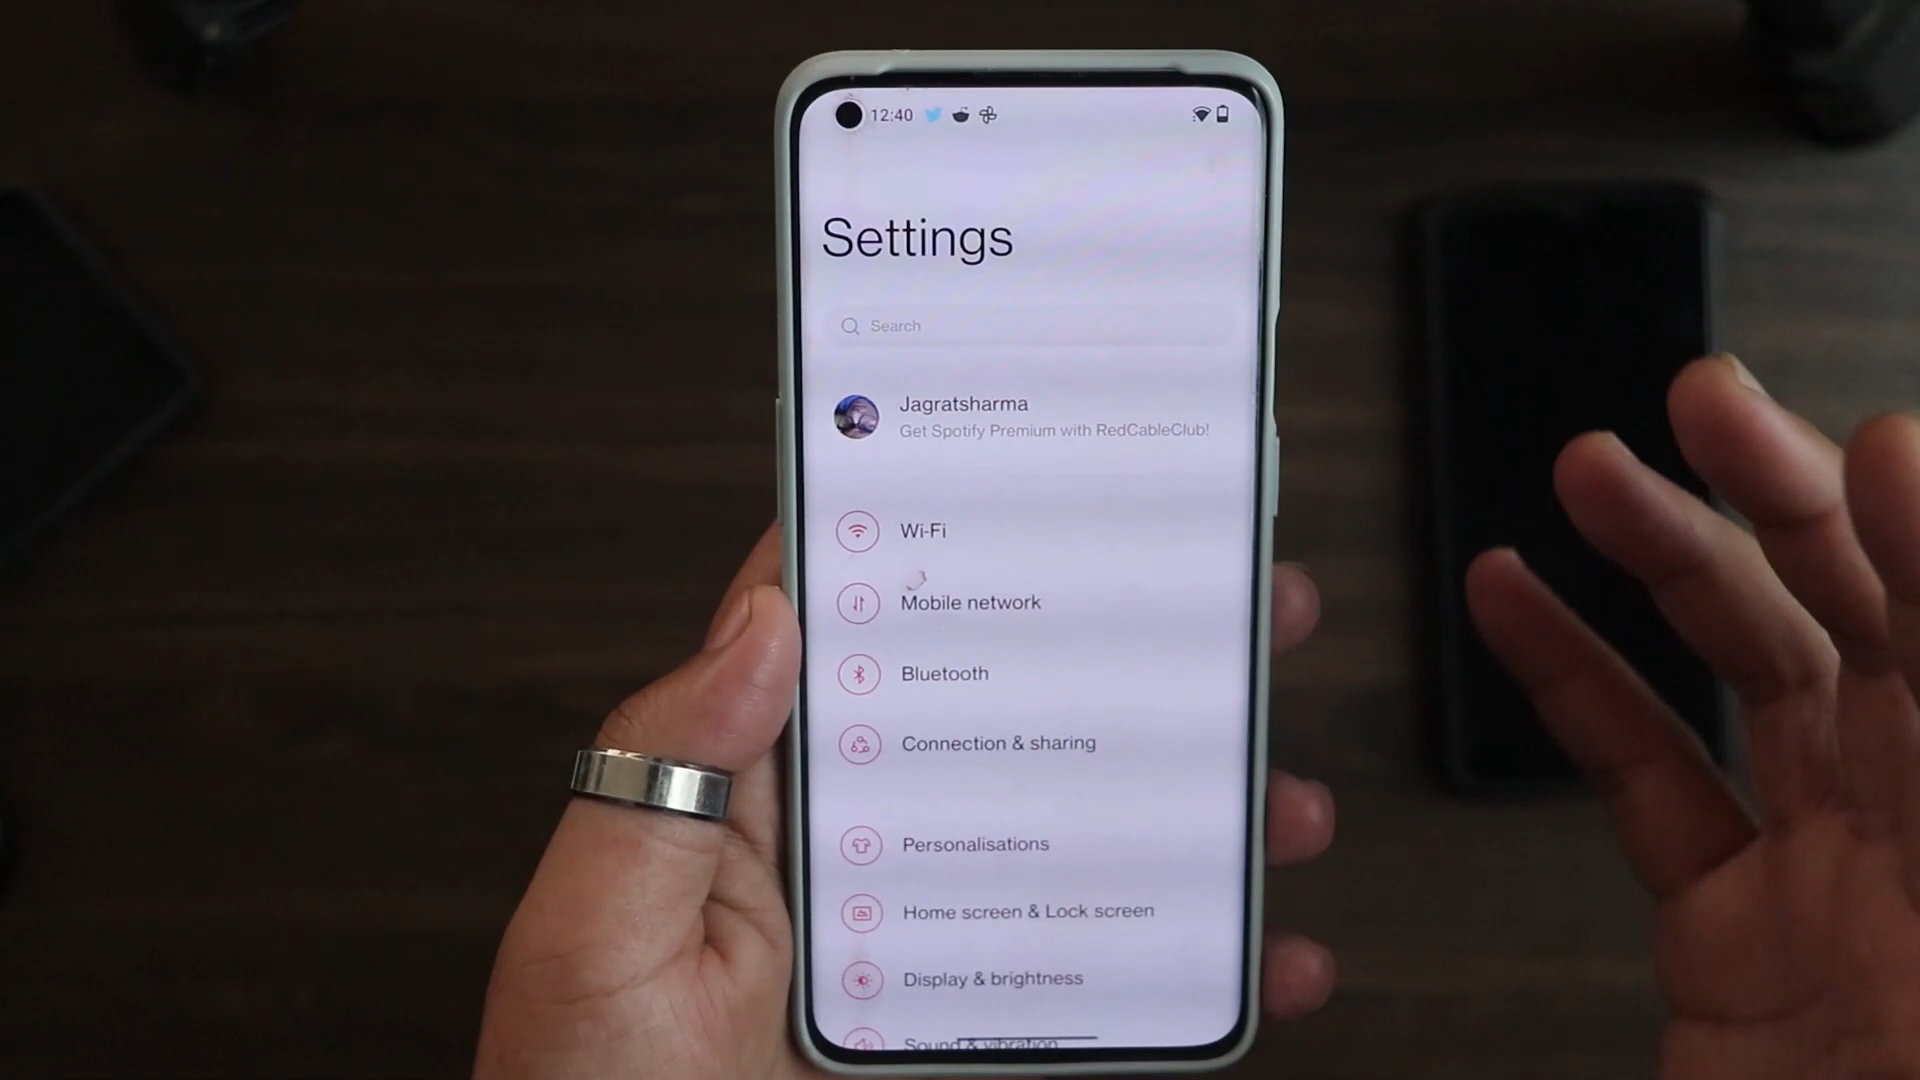 12:40
Settings
Search
Jagratsharma
Get Spotify Premium with RedCableClub!
Wi-Fi
Mobile network
Bluetooth
Connection & sharing
Personalisations
Home screen & Lock screen
Display & brightness
Sound & vibration